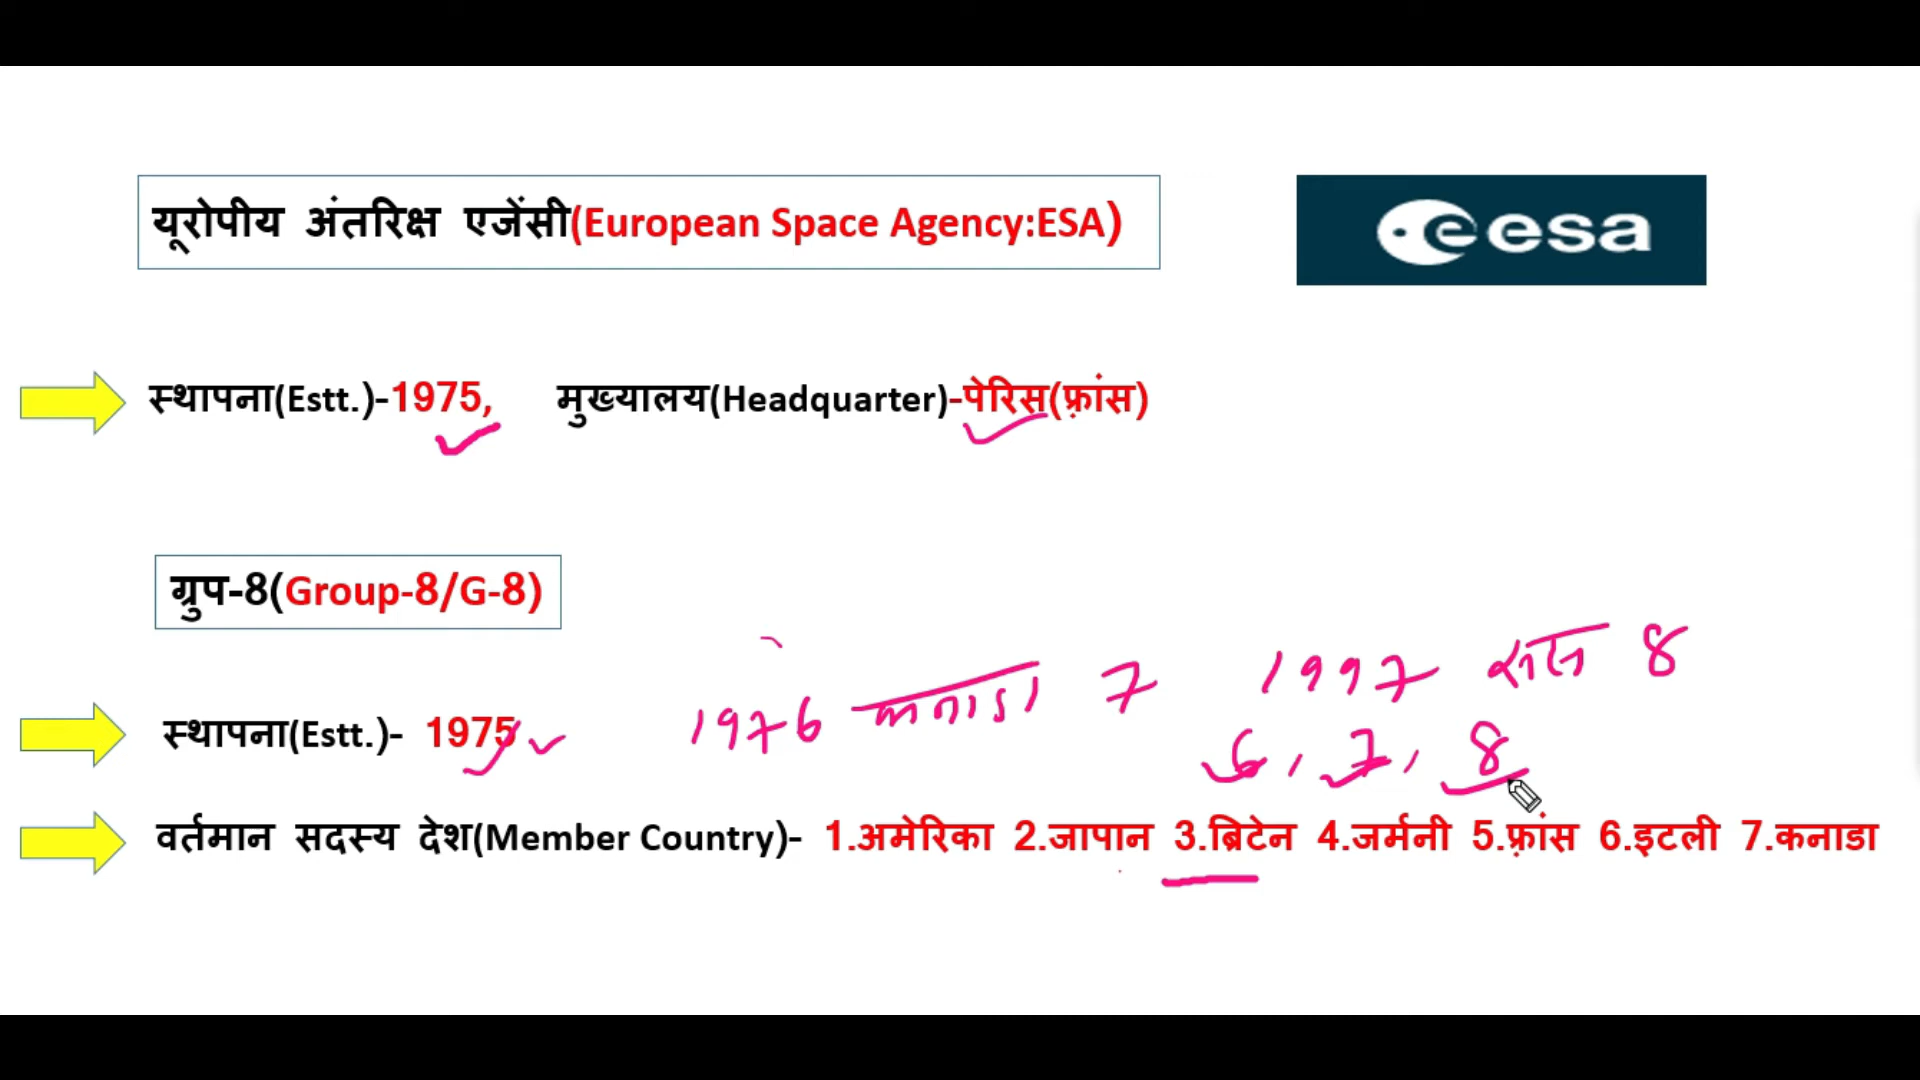 यूरोपीय अंतरिक्ष एजेंसी(European Space Agency:ESA)
esa
स्थापना(Estt.)-1975, मुख्यालय(Headquarter)-पेरिस(फ़्रांस)
ग्रुप-8(Group-8/G-8)
1976 कनाडा 7 1997 रूस 8
स्थापना(Estt.)- 1975
6, 7, 8
वर्तमान सदस्य देश(Member Country)- 1.अमेरिका 2.जापान 3.ब्रिटेन 4.जर्मनी 5.फ़्रांस 6.इटली 7.कनाडा